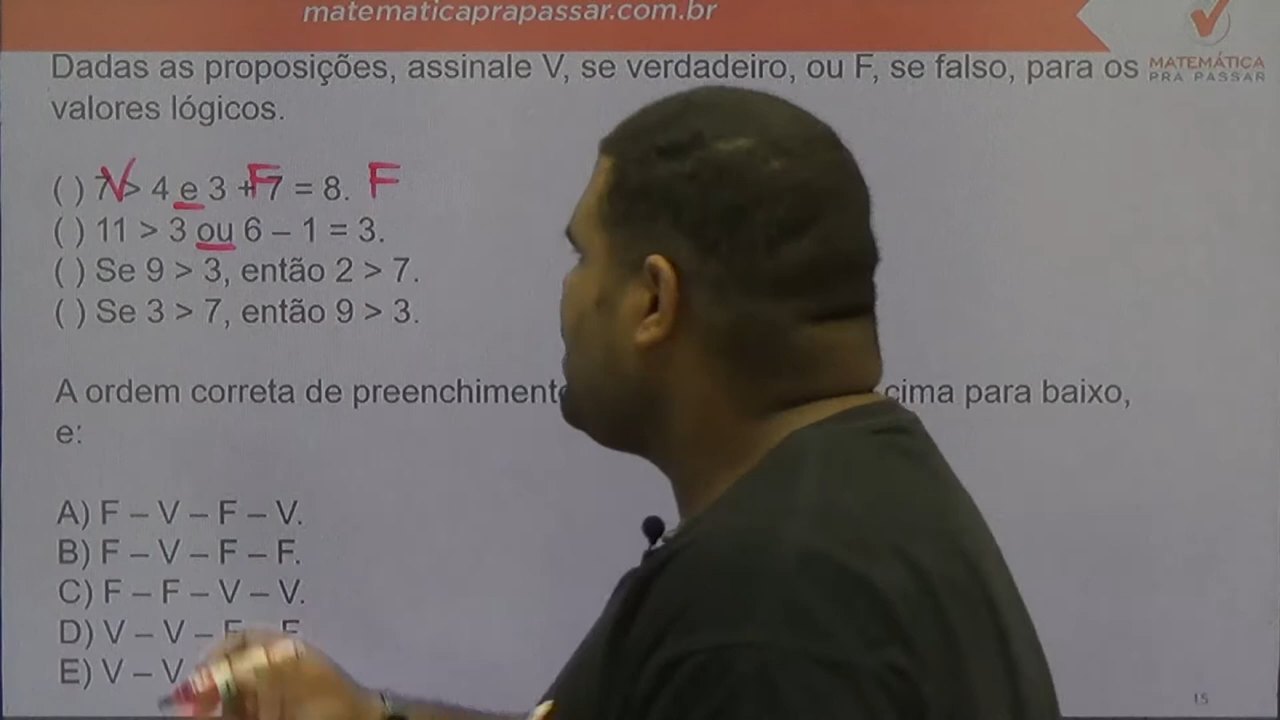 matematicaprapassar.com.br
MATEMÁTICA
PRA PASSAR
Dadas as proposições, assinale V, se verdadeiro, ou F, se falso, para os
valores lógicos.
V F F
( ) 7 > 4 e 3 + 7 = 8.
( ) 11 > 3 ou 6 – 1 = 3.
( ) Se 9 > 3, então 2 > 7.
( ) Se 3 > 7, então 9 > 3.
A ordem correta de cima para baixo,
e:
A) F – V – F – V.
B) F – V – F – F.
C) F – F – V – V.
D) V – V – F F
E) V – V
15